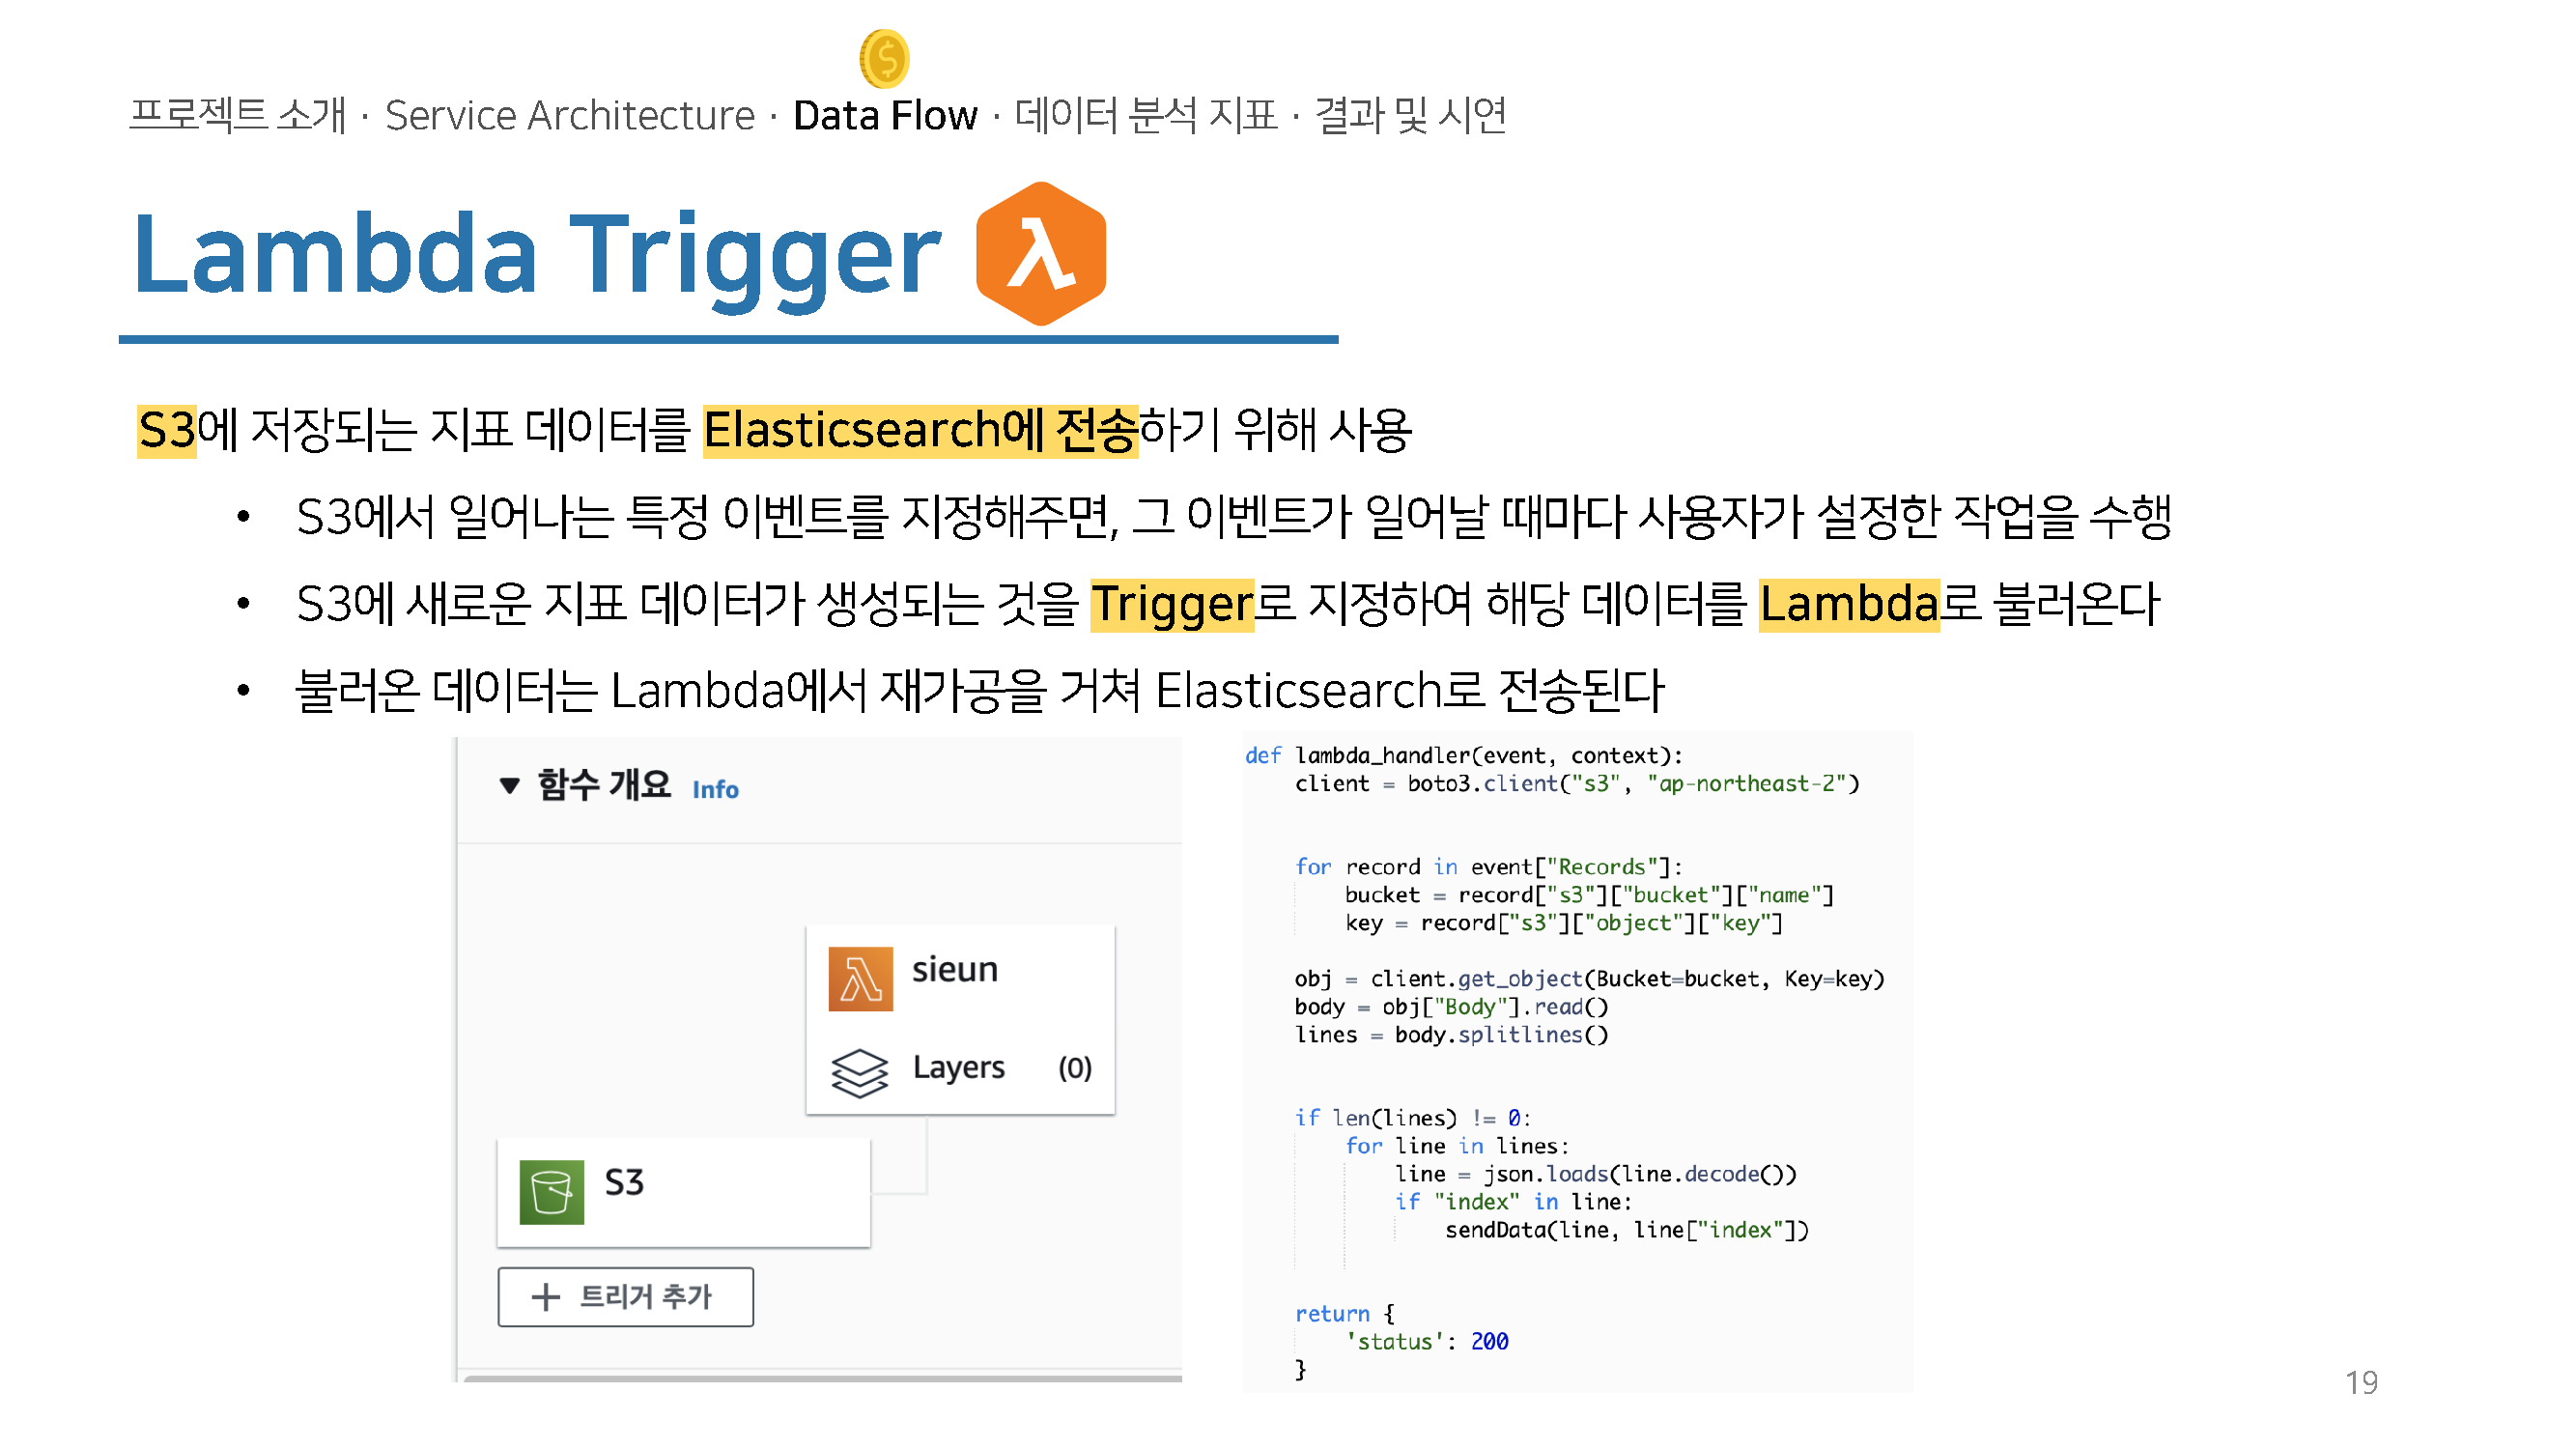 프로젝트 소개 · Service Architecture · Data Flow · 데이터 분석 지표 · 결과 및 시연
Lambda Trigger
S3에 저장되는 지표 데이터를 Elasticsearch에 전송하기 위해 사용
• S3에서 일어나는 특정 이벤트를 지정해주면, 그 이벤트가 일어날 때마다 사용자가 설정한 작업을 수행
• S3에 새로운 지표 데이터가 생성되는 것을 Trigger로 지정하여 해당 데이터를 Lambda로 불러온다
• 불러온 데이터는 Lambda에서 재가공을 거쳐 Elasticsearch로 전송된다
▼ 함수 개요 Info
sieun
Layers (0)
S3
+ 트리거 추가
def lambda_handler(event, context):
    client = boto3.client("s3", "ap-northeast-2")
    for record in event["Records"]:
        bucket = record["s3"]["bucket"]["name"]
        key = record["s3"]["object"]["key"]
    obj = client.get_object(Bucket=bucket, Key=key)
    body = obj["Body"].read()
    lines = body.splitlines()
    if len(lines) != 0:
        for line in lines:
            line = json.loads(line.decode())
            if "index" in line:
                sendData(line, line["index"])
    return {
        'status': 200
    }
19